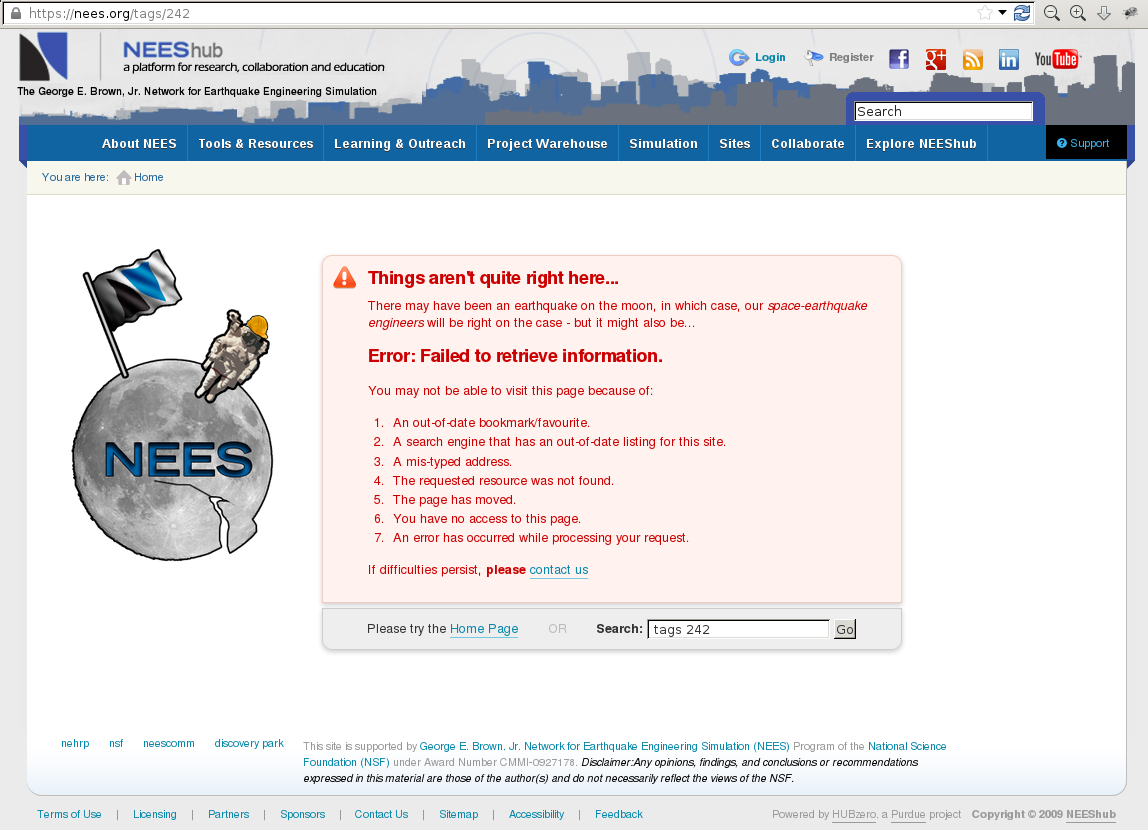 https://nees.org/tags/242
NEEShub
a platform for research, collaboration and education
The George E. Brown, Jr. Network for Earthquake Engineering Simulation
Login Register YouTube
Search
About NEES Tools & Resources Learning & Outreach Project Warehouse Simulation Sites Collaborate Explore NEEShub Support
You are here: Home
NEES
Things aren't quite right here...
There may have been an earthquake on the moon, in which case, our space-earthquake
engineers will be right on the case - but it might also be...
Error: Failed to retrieve information.
You may not be able to visit this page because of:
1. An out-of-date bookmark/favourite.
2. A search engine that has an out-of-date listing for this site.
3. A mis-typed address.
4. The requested resource was not found.
5. The page has moved.
6. You have no access to this page.
7. An error has occurred while processing your request.
If difficulties persist, please contact us
Please try the Home Page OR Search: tags 242 Go
nehrp nsf neescomm discovery park
This site is supported by George E. Brown, Jr. Network for Earthquake Engineering Simulation (NEES) Program of the National Science
Foundation (NSF) under Award Number CMMI-0927178. Disclaimer:Any opinions, findings, and conclusions or recommendations
expressed in this material are those of the author(s) and do not necessarily reflect the views of the NSF.
Terms of Use | Licensing | Partners | Sponsors | Contact Us | Sitemap | Accessibility | Feedback
Powered by HUBzero, a Purdue project Copyright © 2009 NEEShub